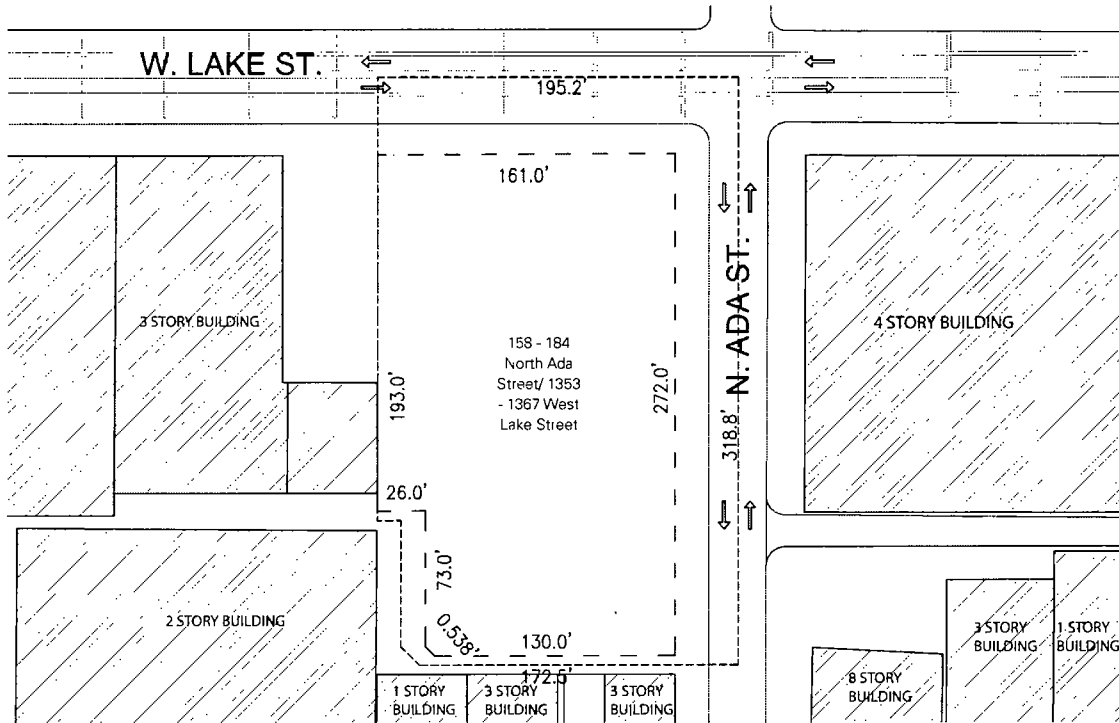 W. LAKE ST.
195.2'
161.0'
3 STORY BUILDING
158 - 184
North Ada
Street/ 1353
- 1367 West
Lake Street
193.0'
272.0'
318.8'
N. ADA ST.
4 STORY BUILDING
26.0'
73.0'
0.538'
130.0'
172.5'
2 STORY BUILDING
1 STORY
BUILDING
3 STORY
BUILDING
3 STORY
BUILDING
8 STORY
BUILDING
3 STORY
BUILDING
1 STORY
BUILDING